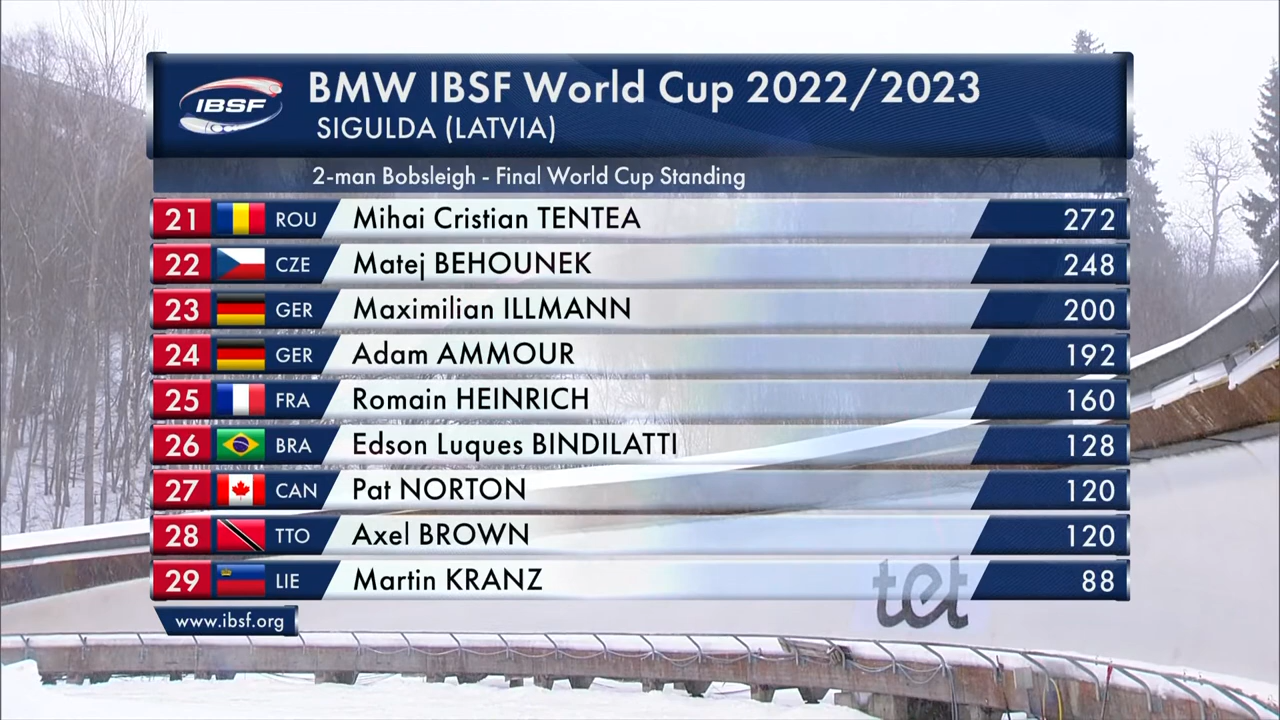 IBSF
BMW IBSF World Cup 2022/2023
SIGULDA (LATVIA)
2-man Bobsleigh - Final World Cup Standing
21 ROU Mihai Cristian TENTEA 272
22 CZE Matej BEHOUNEK 248
23 GER Maximilian ILLMANN 200
24 GER Adam AMMOUR 192
25 FRA Romain HEINRICH 160
26 BRA Edson Luques BINDILATTI 128
27 CAN Pat NORTON 120
28 TTO Axel BROWN 120
29 LIE Martin KRANZ 88
tet
www.ibsf.org